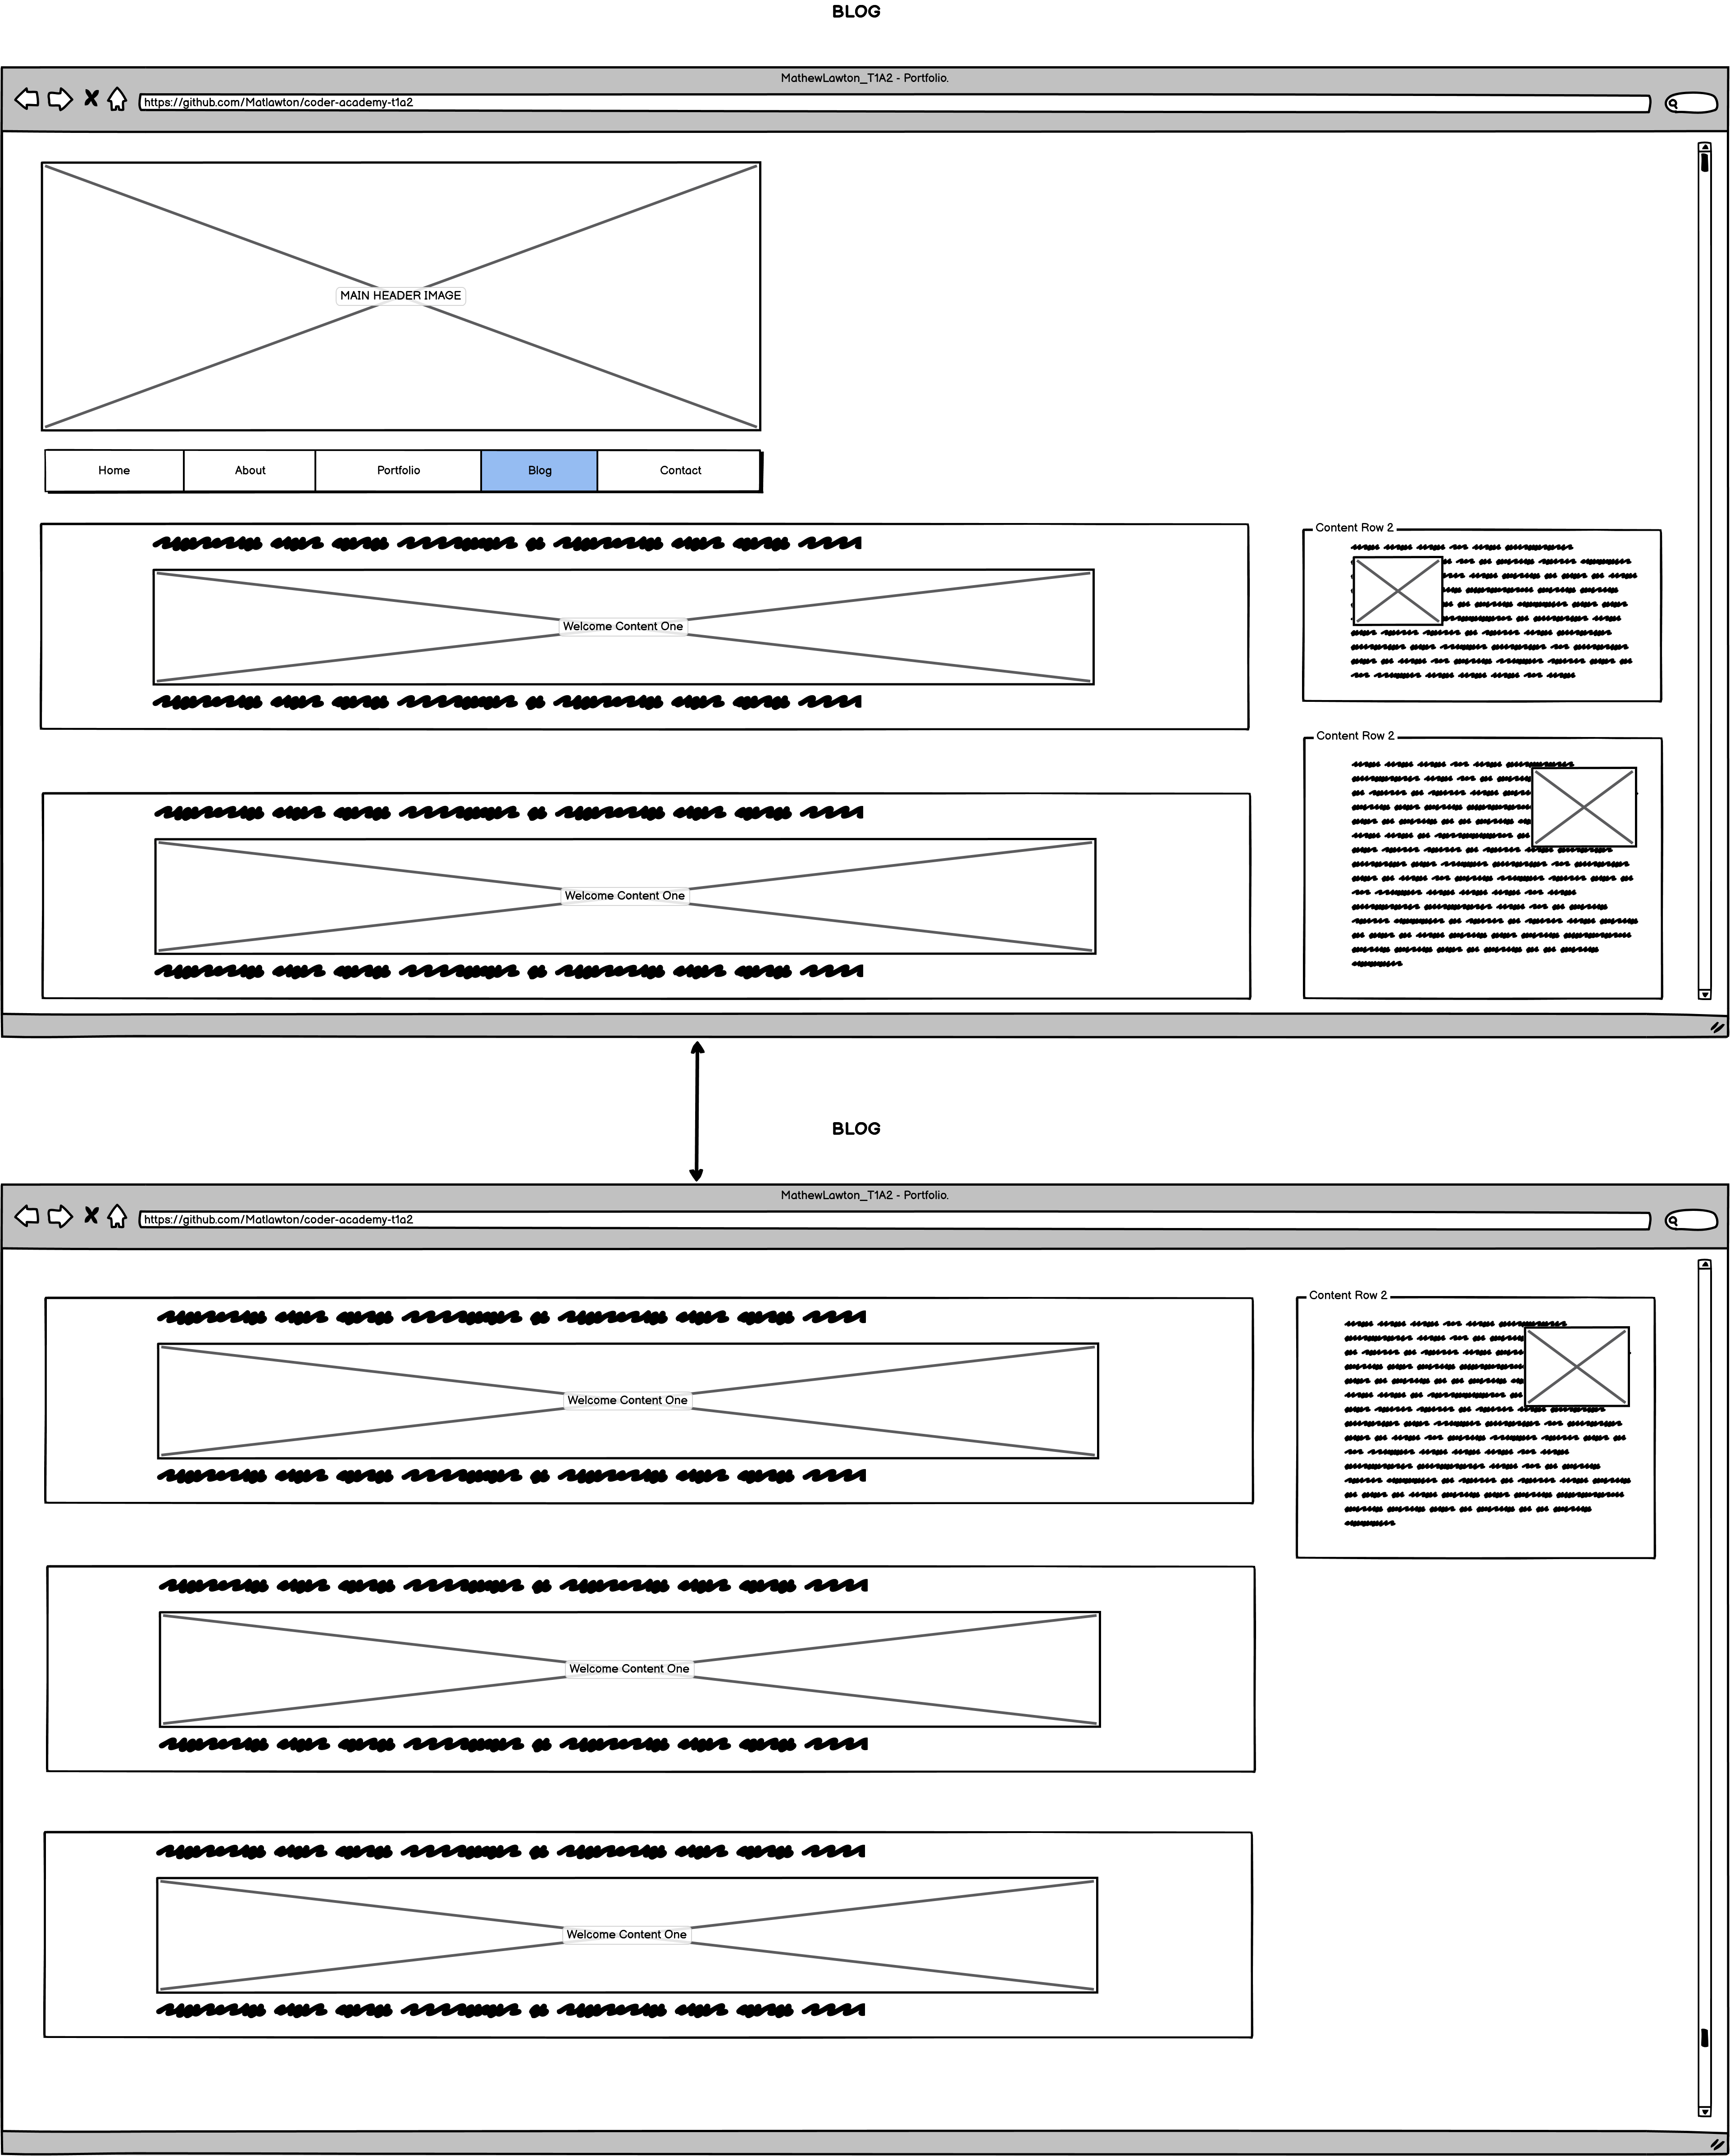 BLOG
MathewLawton_T1A2 - Portfolio.
https://github.com/Matlawton/coder-academy-t1a2
MAIN HEADER IMAGE
Home About Portfolio Blog Contact
Welcome Content One
Content Row 2
Content Row 2
Welcome Content One
BLOG
MathewLawton_T1A2 - Portfolio.
https://github.com/Matlawton/coder-academy-t1a2
Content Row 2
Welcome Content One
Welcome Content One
Welcome Content One